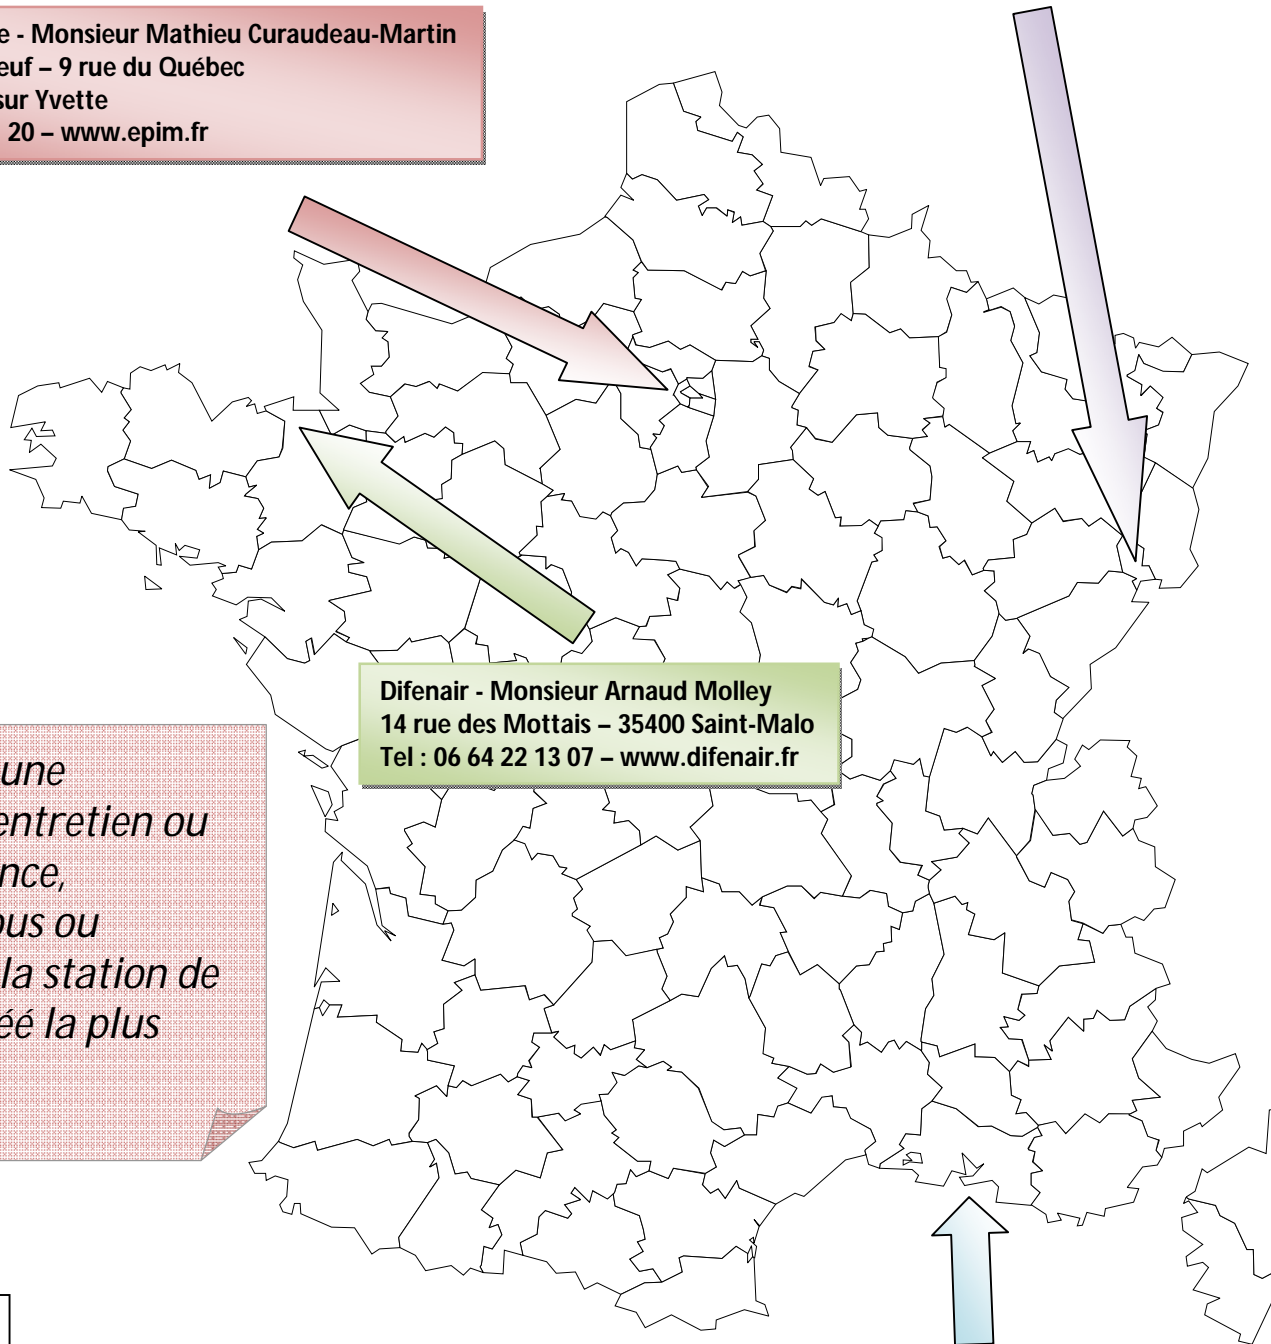 e - Monsieur Mathieu Curaudeau-Martin
euf – 9 rue du Québec
sur Yvette
20 – www.epim.fr
Difenair - Monsieur Arnaud Molley
14 rue des Mottais – 35400 Saint-Malo
Tel : 06 64 22 13 07 – www.difenair.fr
une
entretien ou
nce,
ous ou
la station de
éé la plus